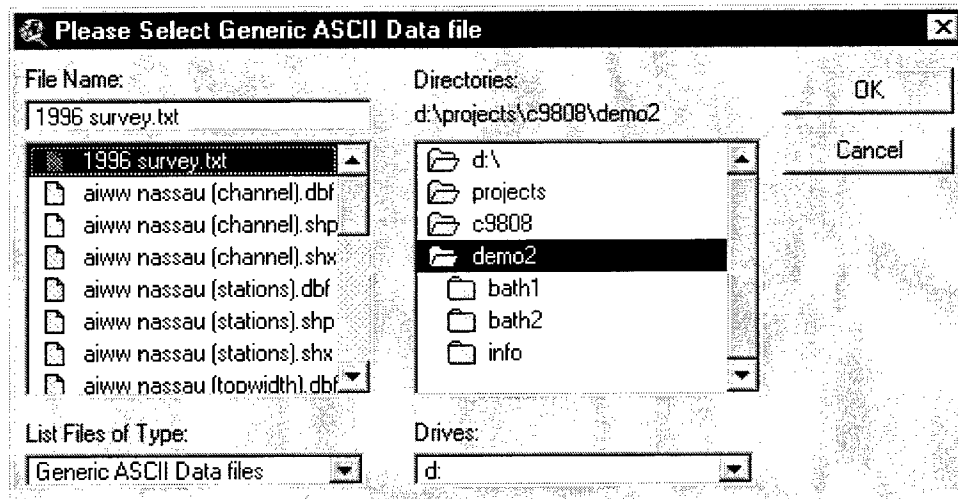 Please Select Generic ASCII Data file
File Name:
1996 survey.txt
1996 survey.txt
aiww nassau (channel).dbf
aiww nassau (channel).shp
aiww nassau (channel).shx
aiww nassau (stations).dbf
aiww nassau (stations).shp
aiww nassau (stations).shx
aiww nassau (topwidth).dbf
List Files of Type:
Generic ASCII Data files
Directories:
d:\projects\c9808\demo2
d:\
projects
c9808
demo2
bath1
bath2
info
Drives:
d:
OK
Cancel